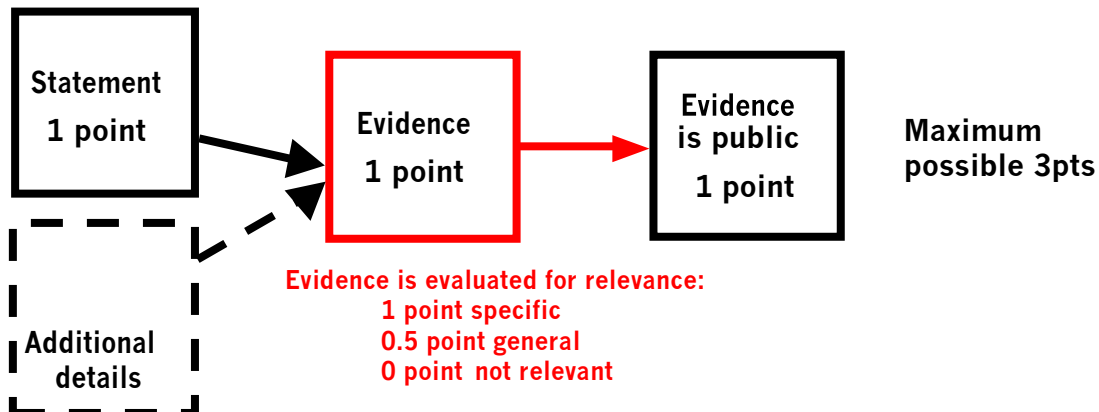 Statement
1 point
Evidence
1 point
Evidence
is public
1 point
Maximum
possible 3pts
Additional
details
Evidence is evaluated for relevance:
1 point specific
0.5 point general
0 point not relevant